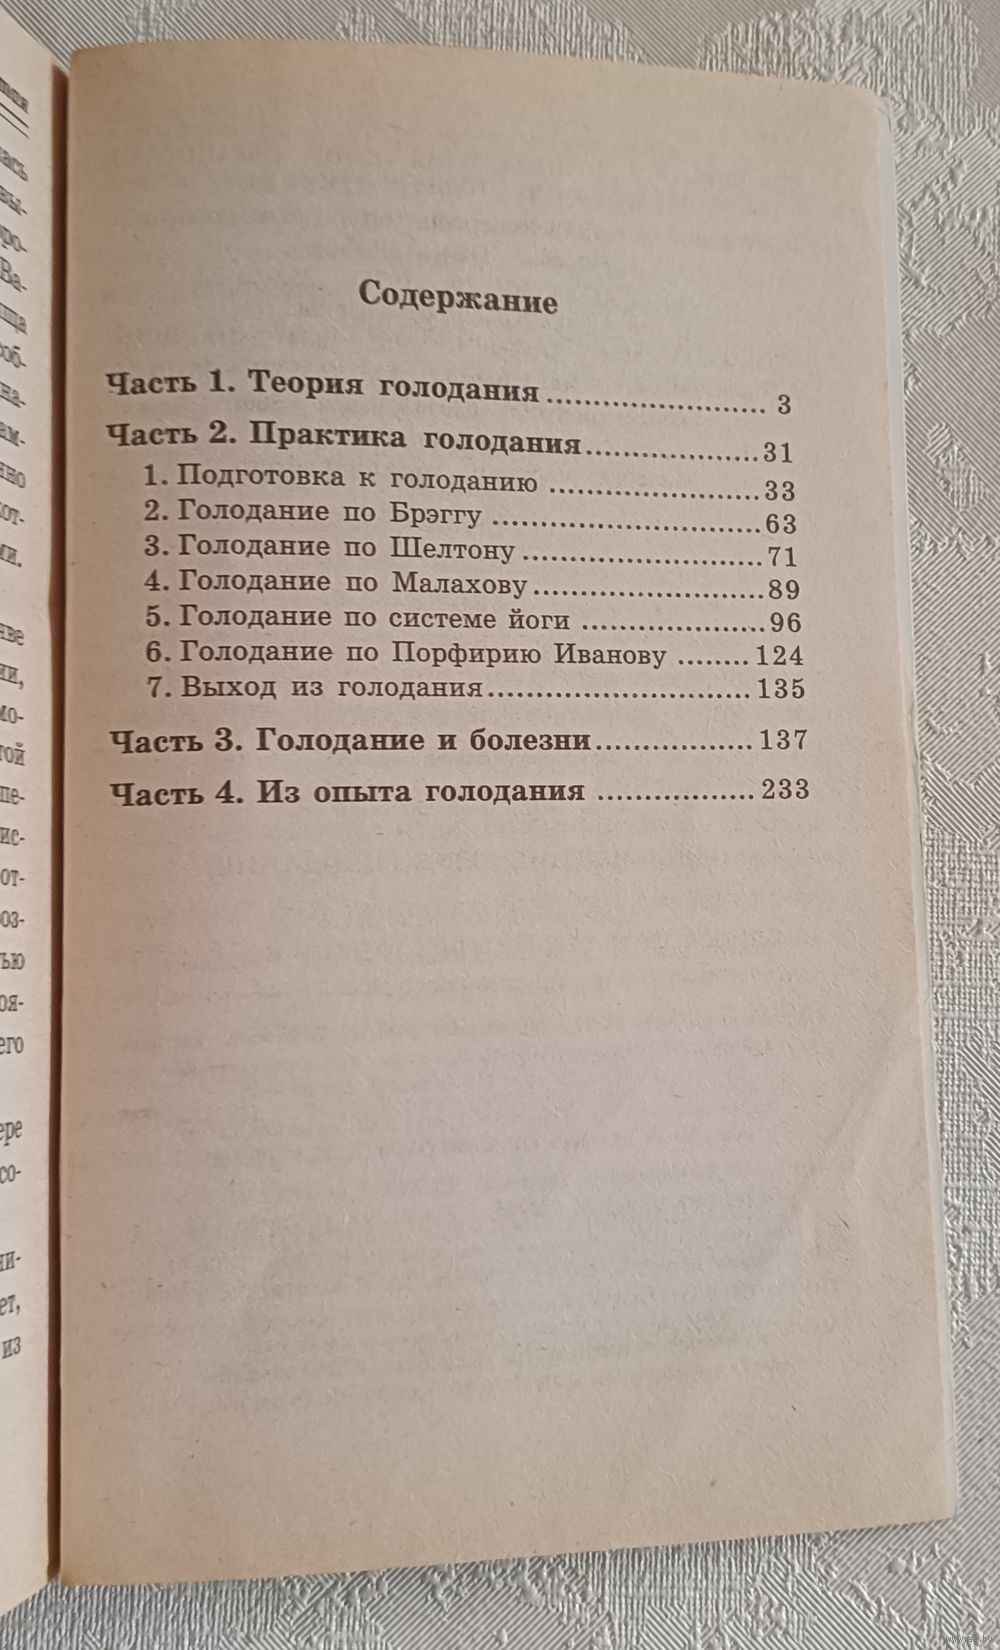 Содержание
Часть 1. Теория голодания ........................ 3
Часть 2. Практика голодания...................31
1. Подготовка к голоданию .......................33
2. Голодание по Брэггу .............................63
3. Голодание по Шелтону ..........................71
4. Голодание по Малахову.........................89
5. Голодание по системе йоги ....................96
6. Голодание по Порфирию Иванову ........124
7. Выход из голодания.............................135
Часть 3. Голодание и болезни.................137
Часть 4. Из опыта голодания .................233